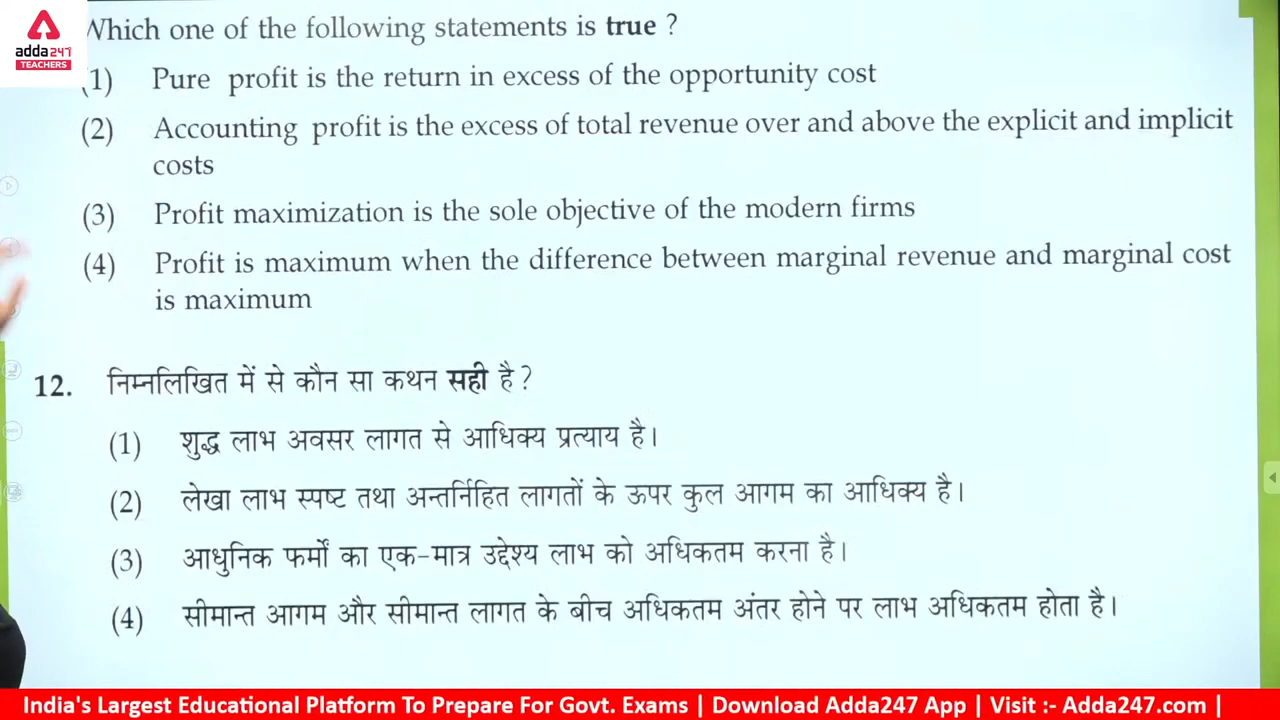 adda247
TEACHERS
Which one of the following statements is true ?
(1) Pure profit is the return in excess of the opportunity cost
(2) Accounting profit is the excess of total revenue over and above the explicit and implicit
costs
(3) Profit maximization is the sole objective of the modern firms
(4) Profit is maximum when the difference between marginal revenue and marginal cost
is maximum
12. निम्नलिखित में से कौन सा कथन सही है ?
(1) शुद्ध लाभ अवसर लागत से आधिक्य प्रत्याय है।
(2) लेखा लाभ स्पष्ट तथा अन्तर्निहित लागतों के ऊपर कुल आगम का आधिक्य है।
(3) आधुनिक फर्मों का एक-मात्र उद्देश्य लाभ को अधिकतम करना है।
(4) सीमान्त आगम और सीमान्त लागत के बीच अधिकतम अंतर होने पर लाभ अधिकतम होता है।
India's Largest Educational Platform To Prepare For Govt. Exams | Download Adda247 App | Visit :- Adda247.com |